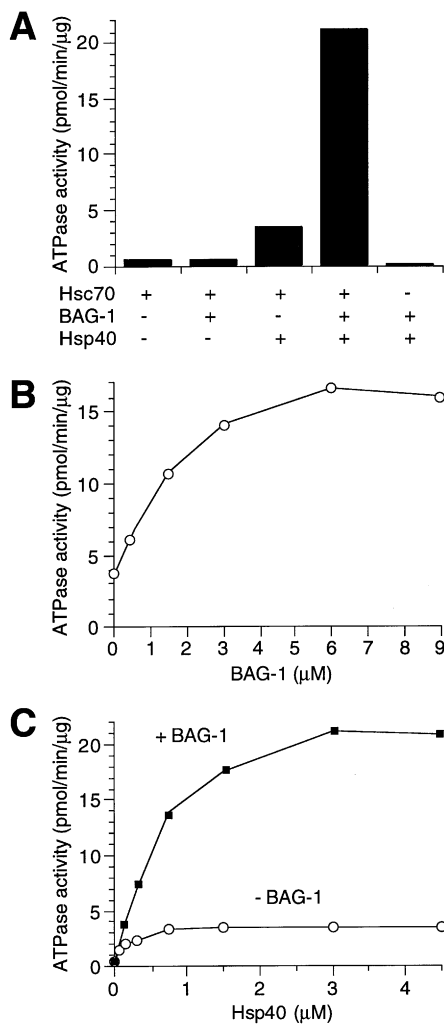 A
ATPase activity (pmol/min/µg)
20
15
10
5
0
Hsc70 + + + + -
BAG-1 - + - + +
Hsp40 - - + + +
B
ATPase activity (pmol/min/µg)
15
10
5
0
0 1 2 3 4 5 6 7 8 9
BAG-1 (µM)
C
ATPase activity (pmol/min/µg)
20
15
10
5
0
+ BAG-1
- BAG-1
0 1 2 3 4
Hsp40 (µM)